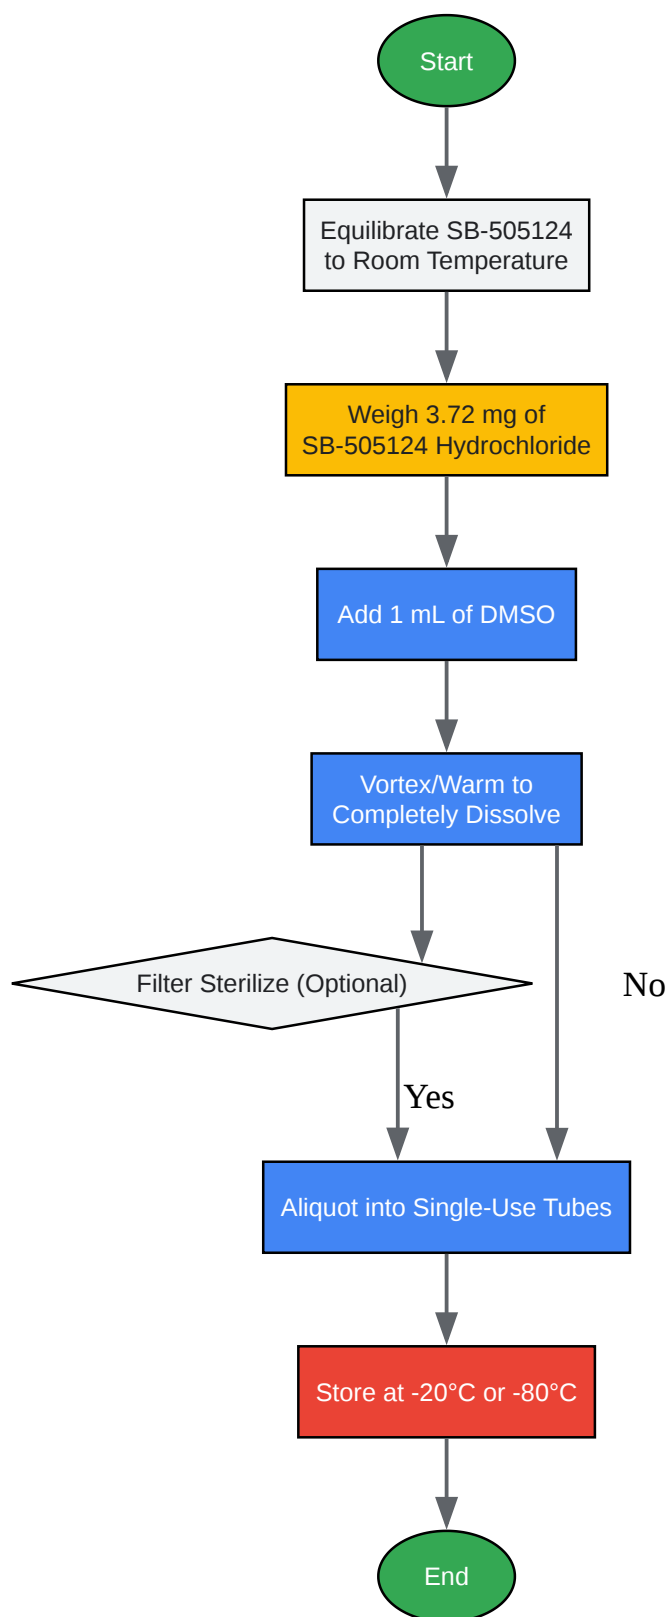 Start
Equilibrate SB-505124
to Room Temperature
Weigh 3.72 mg of
SB-505124 Hydrochloride
Add 1 mL of DMSO
Vortex/Warm to
Completely Dissolve
Filter Sterilize (Optional)
No
Yes
Aliquot into Single-Use Tubes
Store at -20°C or -80°C
End